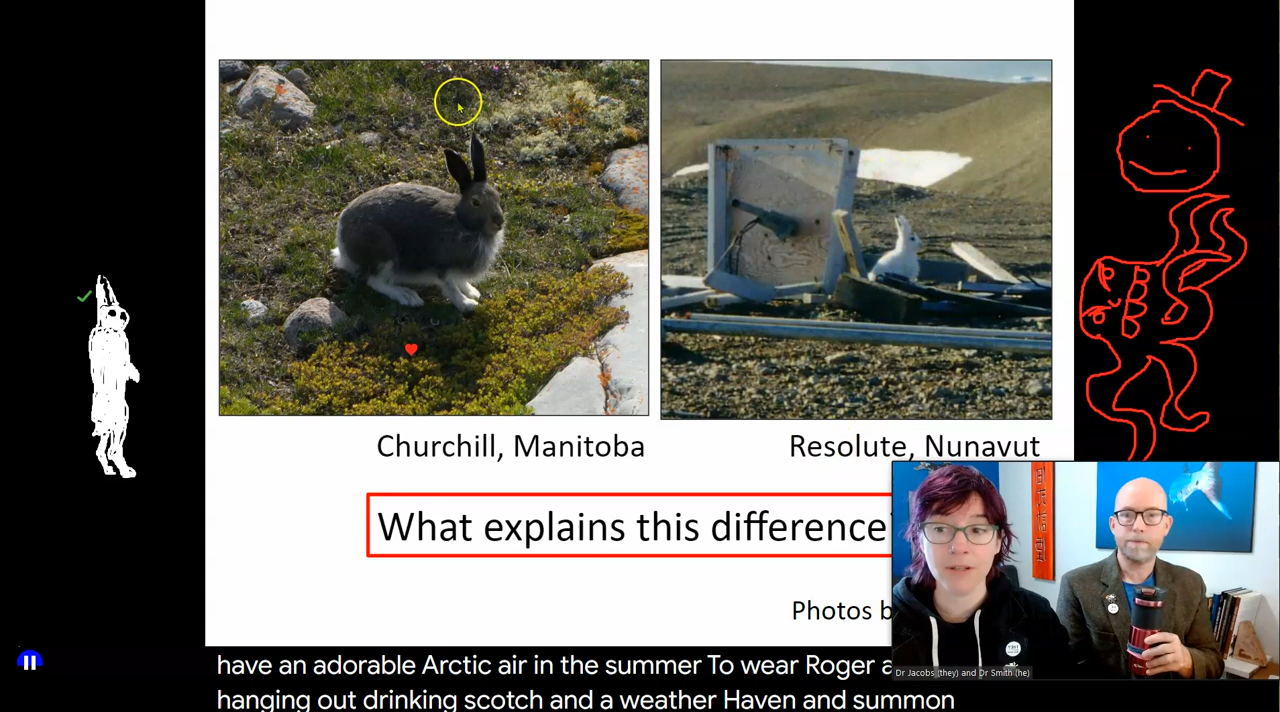 Churchill, Manitoba
Resolute, Nunavut
What explains this difference
Photos b
Dr Jacobs (they) and Dr Smith (he)
have an adorable Arctic air in the summer To wear Roger a
hanging out drinking scotch and a weather Haven and summon